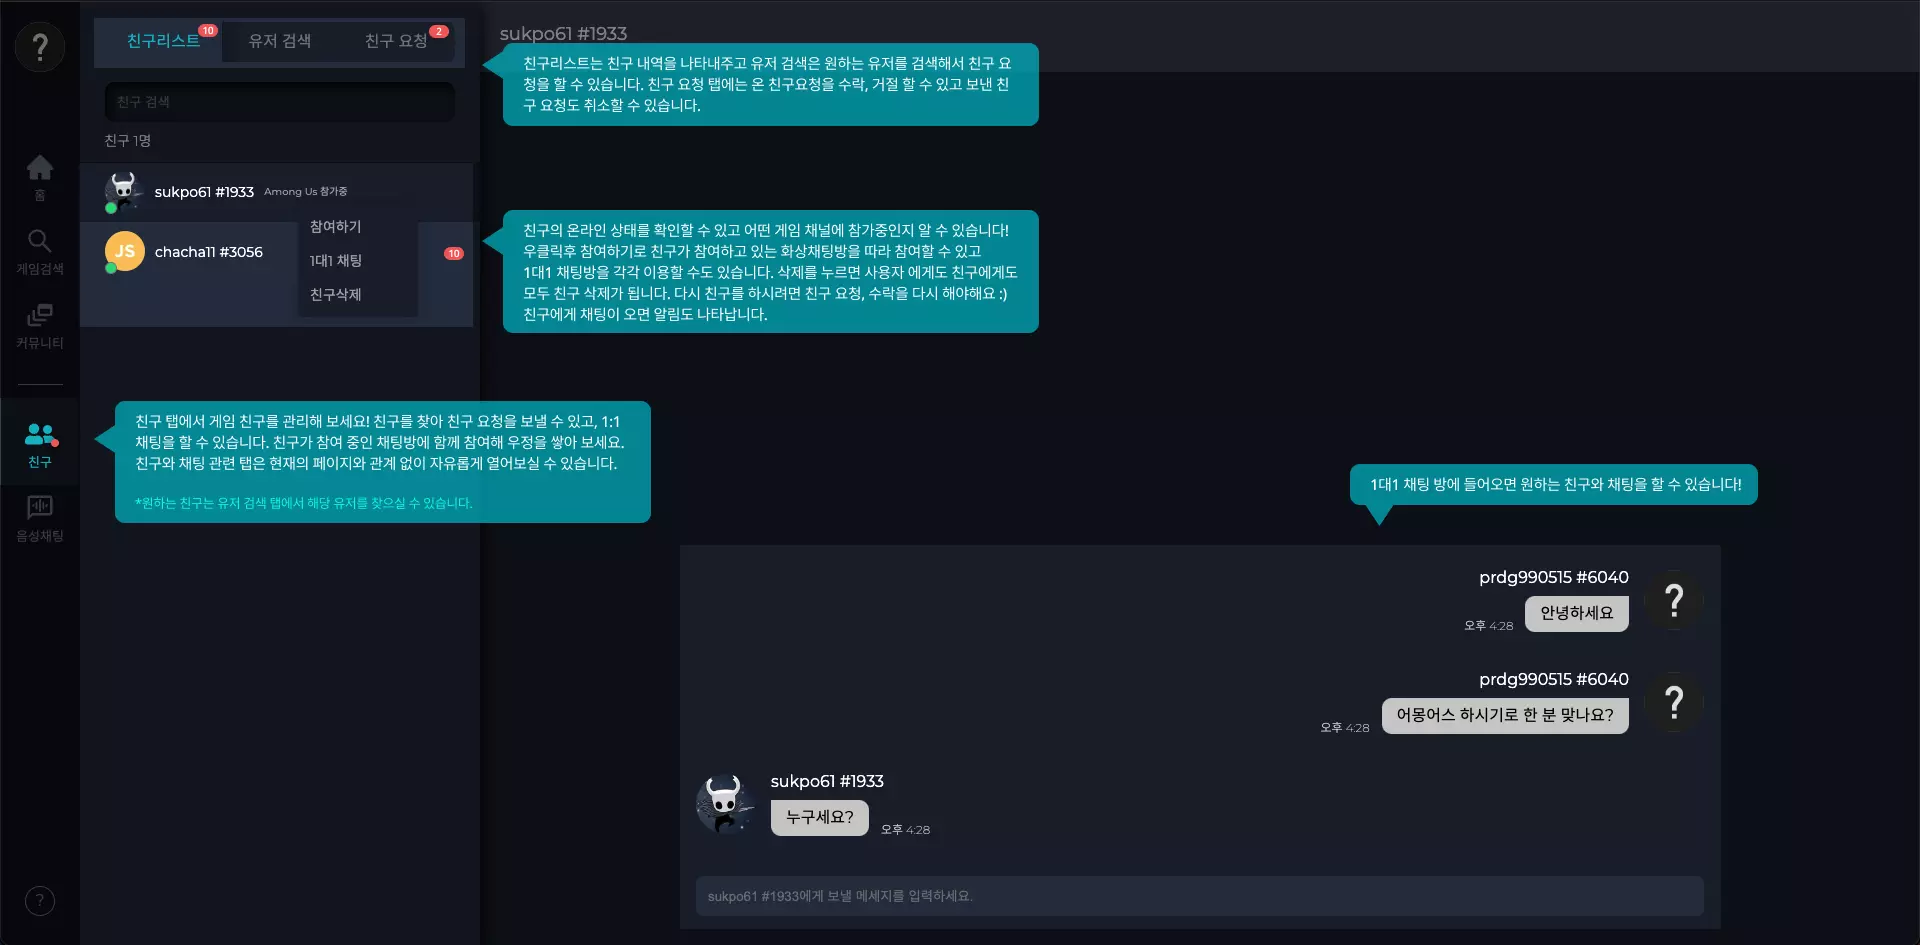 ?
홈
게임검색
커뮤니티
친구
음성채팅
?
친구리스트 10
유저 검색
친구 요청 2
친구 검색
친구 1명
sukpo61 #1933 Among Us 참가중
JS chacha11 #3056 10
참여하기
1대1 채팅
친구삭제
sukpo61 #1933
친구리스트는 친구 내역을 나타내주고 유저 검색은 원하는 유저를 검색해서 친구 요
청을 할 수 있습니다. 친구 요청 탭에는 온 친구요청을 수락, 거절 할 수 있고 보낸 친
구 요청도 취소할 수 있습니다.
친구의 온라인 상태를 확인할 수 있고 어떤 게임 채널에 참가중인지 알 수 있습니다!
우클릭후 참여하기로 친구가 참여하고 있는 화상채팅방을 따라 참여할 수 있고
1대1 채팅방을 각각 이용할 수도 있습니다. 삭제를 누르면 사용자 에게도 친구에게도
모두 친구 삭제가 됩니다. 다시 친구를 하시려면 친구 요청, 수락을 다시 해야해요 :)
친구에게 채팅이 오면 알림도 나타납니다.
친구 탭에서 게임 친구를 관리해 보세요! 친구를 찾아 친구 요청을 보낼 수 있고, 1:1
채팅을 할 수 있습니다. 친구가 참여 중인 채팅방에 함께 참여해 우정을 쌓아 보세요.
친구와 채팅 관련 탭은 현재의 페이지와 관계 없이 자유롭게 열어보실 수 있습니다.
*원하는 친구는 유저 검색 탭에서 해당 유저를 찾으실 수 있습니다.
1대1 채팅 방에 들어오면 원하는 친구와 채팅을 할 수 있습니다!
prdg990515 #6040
?
안녕하세요
오후 4:28
prdg990515 #6040
?
어몽어스 하시기로 한 분 맞나요?
오후 4:28
sukpo61 #1933
누구세요?
오후 4:28
sukpo61 #1933에게 보낼 메세지를 입력하세요.